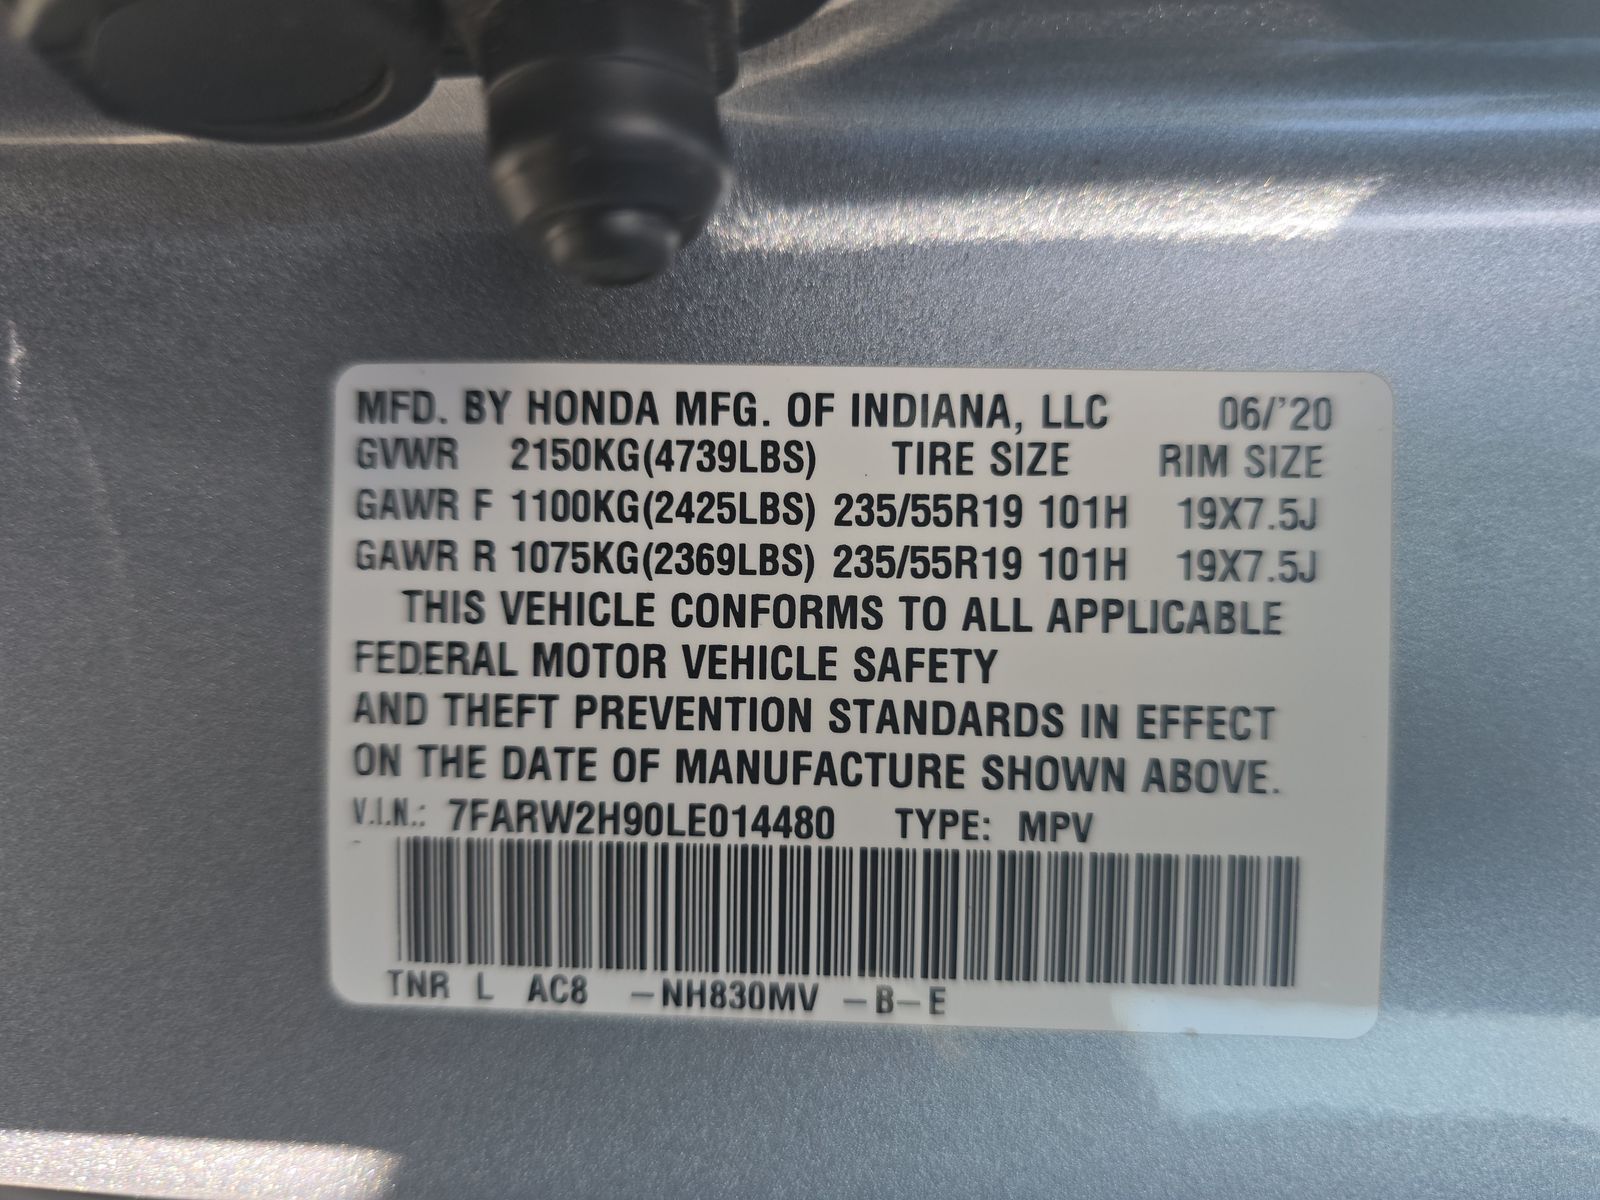 MFD. BY HONDA MFG. OF INDIANA, LLC 06/'20
GVWR 2150KG(4739LBS) TIRE SIZE RIM SIZE
GAWR F 1100KG(2425LBS) 235/55R19 101H 19X7.5J
GAWR R 1075KG(2369LBS) 235/55R19 101H 19X7.5J
THIS VEHICLE CONFORMS TO ALL APPLICABLE
FEDERAL MOTOR VEHICLE SAFETY
AND THEFT PREVENTION STANDARDS IN EFFECT
ON THE DATE OF MANUFACTURE SHOWN ABOVE.
V.I.N.: 7FARW2H90LE014480 TYPE: MPV
TNR L AC8 -NH830MV -B-E